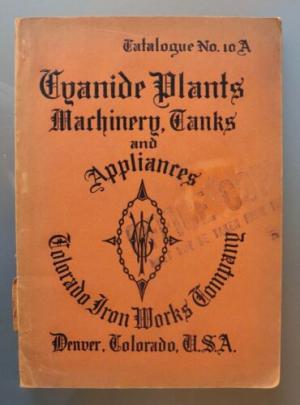 Catalogue No. 10 A
Cyanide Plants
Machinery, Tanks
and
Appliances
Colorado Iron Works Company
Denver, Colorado, U.S.A.